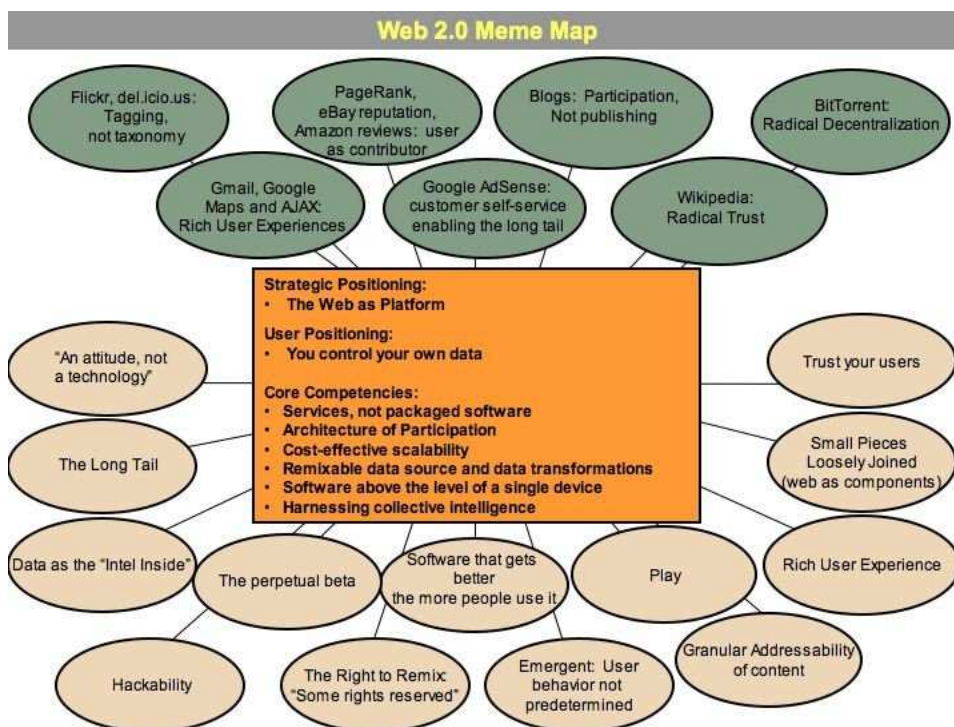 Web 2.0 Meme Map
Flickr, del.icio.us:
Tagging,
not taxonomy
PageRank,
eBay reputation,
Amazon reviews: user
as contributor
Blogs: Participation,
Not publishing
BitTorrent:
Radical Decentralization
Gmail, Google
Maps and AJAX:
Rich User Experiences
Google AdSense:
customer self-service
enabling the long tail
Wikipedia:
Radical Trust
Strategic Positioning:
• The Web as Platform
User Positioning:
• You control your own data
Core Competencies:
• Services, not packaged software
• Architecture of Participation
• Cost-effective scalability
• Remixable data source and data transformations
• Software above the level of a single device
• Harnessing collective intelligence
"An attitude, not
a technology"
Trust your users
The Long Tail
Small Pieces
Loosely Joined
(web as components)
Data as the "Intel Inside"
The perpetual beta
Software that gets
better
the more people use it
Play
Rich User Experience
Hackability
The Right to Remix:
"Some rights reserved"
Emergent: User
behavior not
predetermined
Granular Addressability
of content